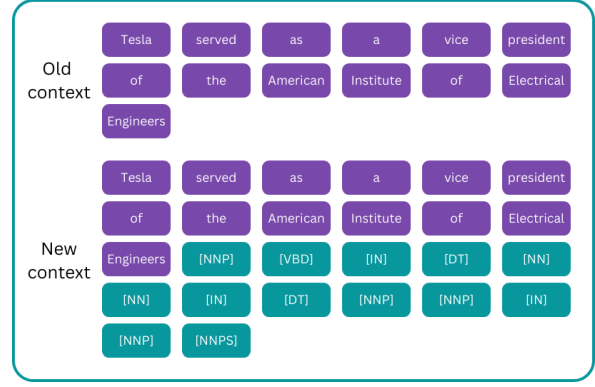 Old context
Tesla served as a vice president
of the American Institute of Electrical
Engineers
New context
Tesla served as a vice president
of the American Institute of Electrical
Engineers [NNP] [VBD] [IN] [DT] [NN]
[NN] [IN] [DT] [NNP] [NNP] [IN]
[NNP] [NNPS]